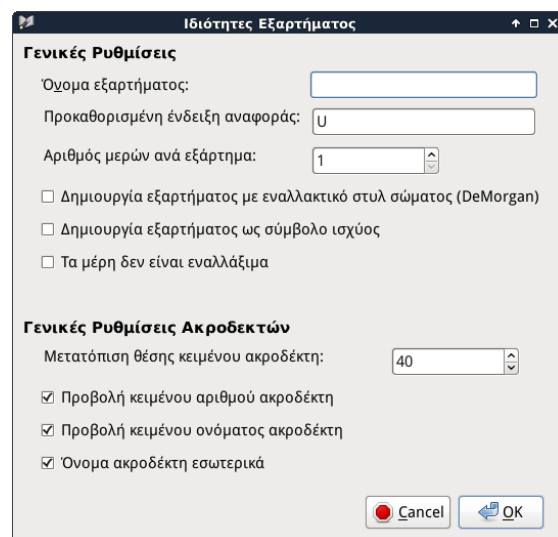 Ιδιότητες Εξαρτήματος
Γενικές Ρυθμίσεις
Όνομα εξαρτήματος:
Προκαθορισμένη ένδειξη αναφοράς: U
Αριθμός μερών ανά εξάρτημα: 1
Δημιουργία εξαρτήματος με εναλλακτικό στυλ σώματος (DeMorgan)
Δημιουργία εξαρτήματος ως σύμβολο ισχύος
Τα μέρη δεν είναι εναλλάξιμα
Γενικές Ρυθμίσεις Ακροδεκτών
Μετατόπιση θέσης κειμένου ακροδέκτη: 40
Προβολή κειμένου αριθμού ακροδέκτη
Προβολή κειμένου ονόματος ακροδέκτη
Όνομα ακροδέκτη εσωτερικά
Cancel OK